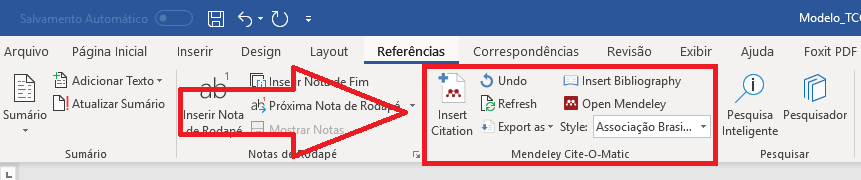 Salvamento Automático
Modelo_TCC
Arquivo Página Inicial Inserir Design Layout Referências Correspondências Revisão Exibir Ajuda Foxit PDF
Sumário
Adicionar Texto
Atualizar Sumário
Sumário
ab¹
Inserir Nota
de Rodapé
Inserir Nota de Fim
Próxima Nota de Rodapé
Mostrar Notas
Notas de Rodapé
Insert
Citation
Undo
Refresh
Export as
Insert Bibliography
Open Mendeley
Style: Associação Brasi...
Mendeley Cite-O-Matic
Pesquisa
Inteligente
Pesquisador
Pesquisar